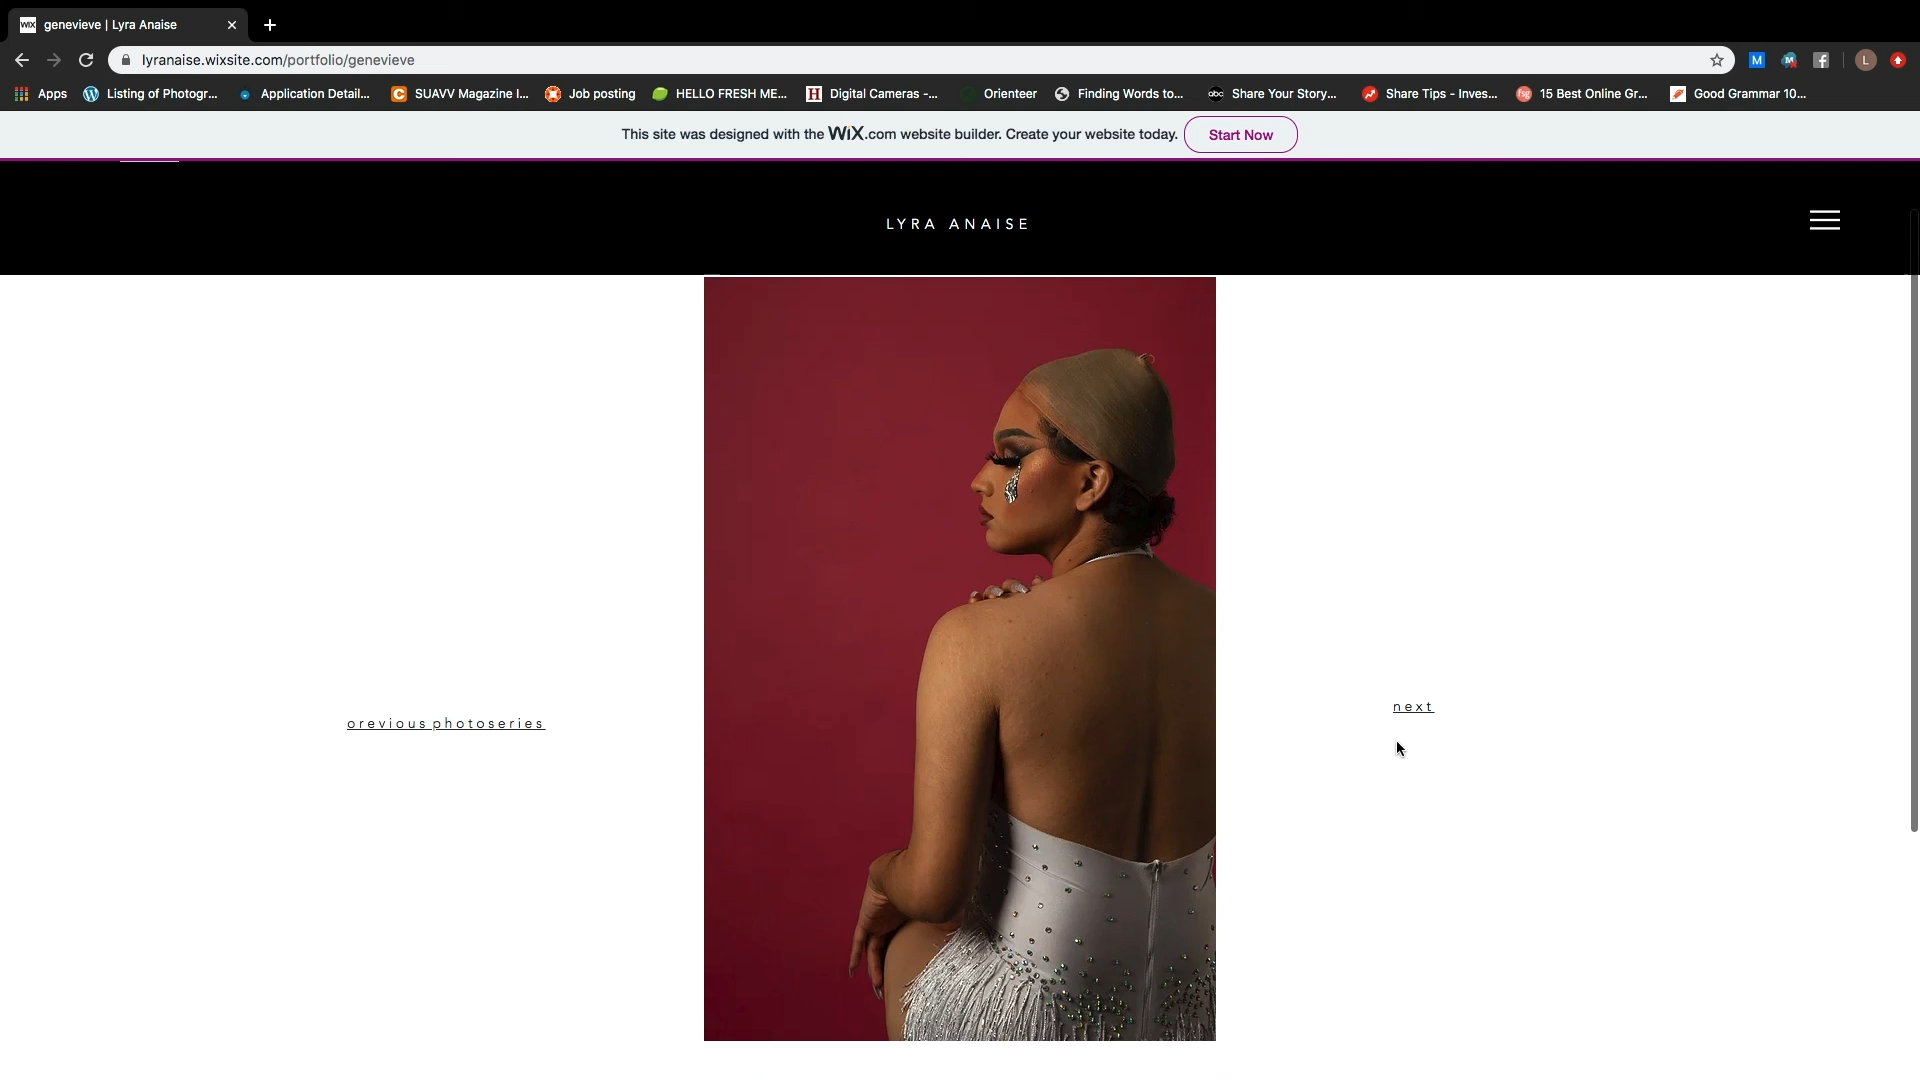 WiX genevieve | Lyra Anaise
lyranaise.wixsite.com/portfolio/genevieve
M
L
Apps
Listing of Photogr...
Application Detail...
C SUAVV Magazine I...
Job posting
HELLO FRESH ME...
H Digital Cameras -...
Orienteer
Finding Words to...
abc Share Your Story...
Share Tips - Inves...
fsg 15 Best Online Gr...
Good Grammar 10...
This site was designed with the WiX.com website builder. Create your website today. Start Now
LYRA ANAISE
next
orevious photoseries